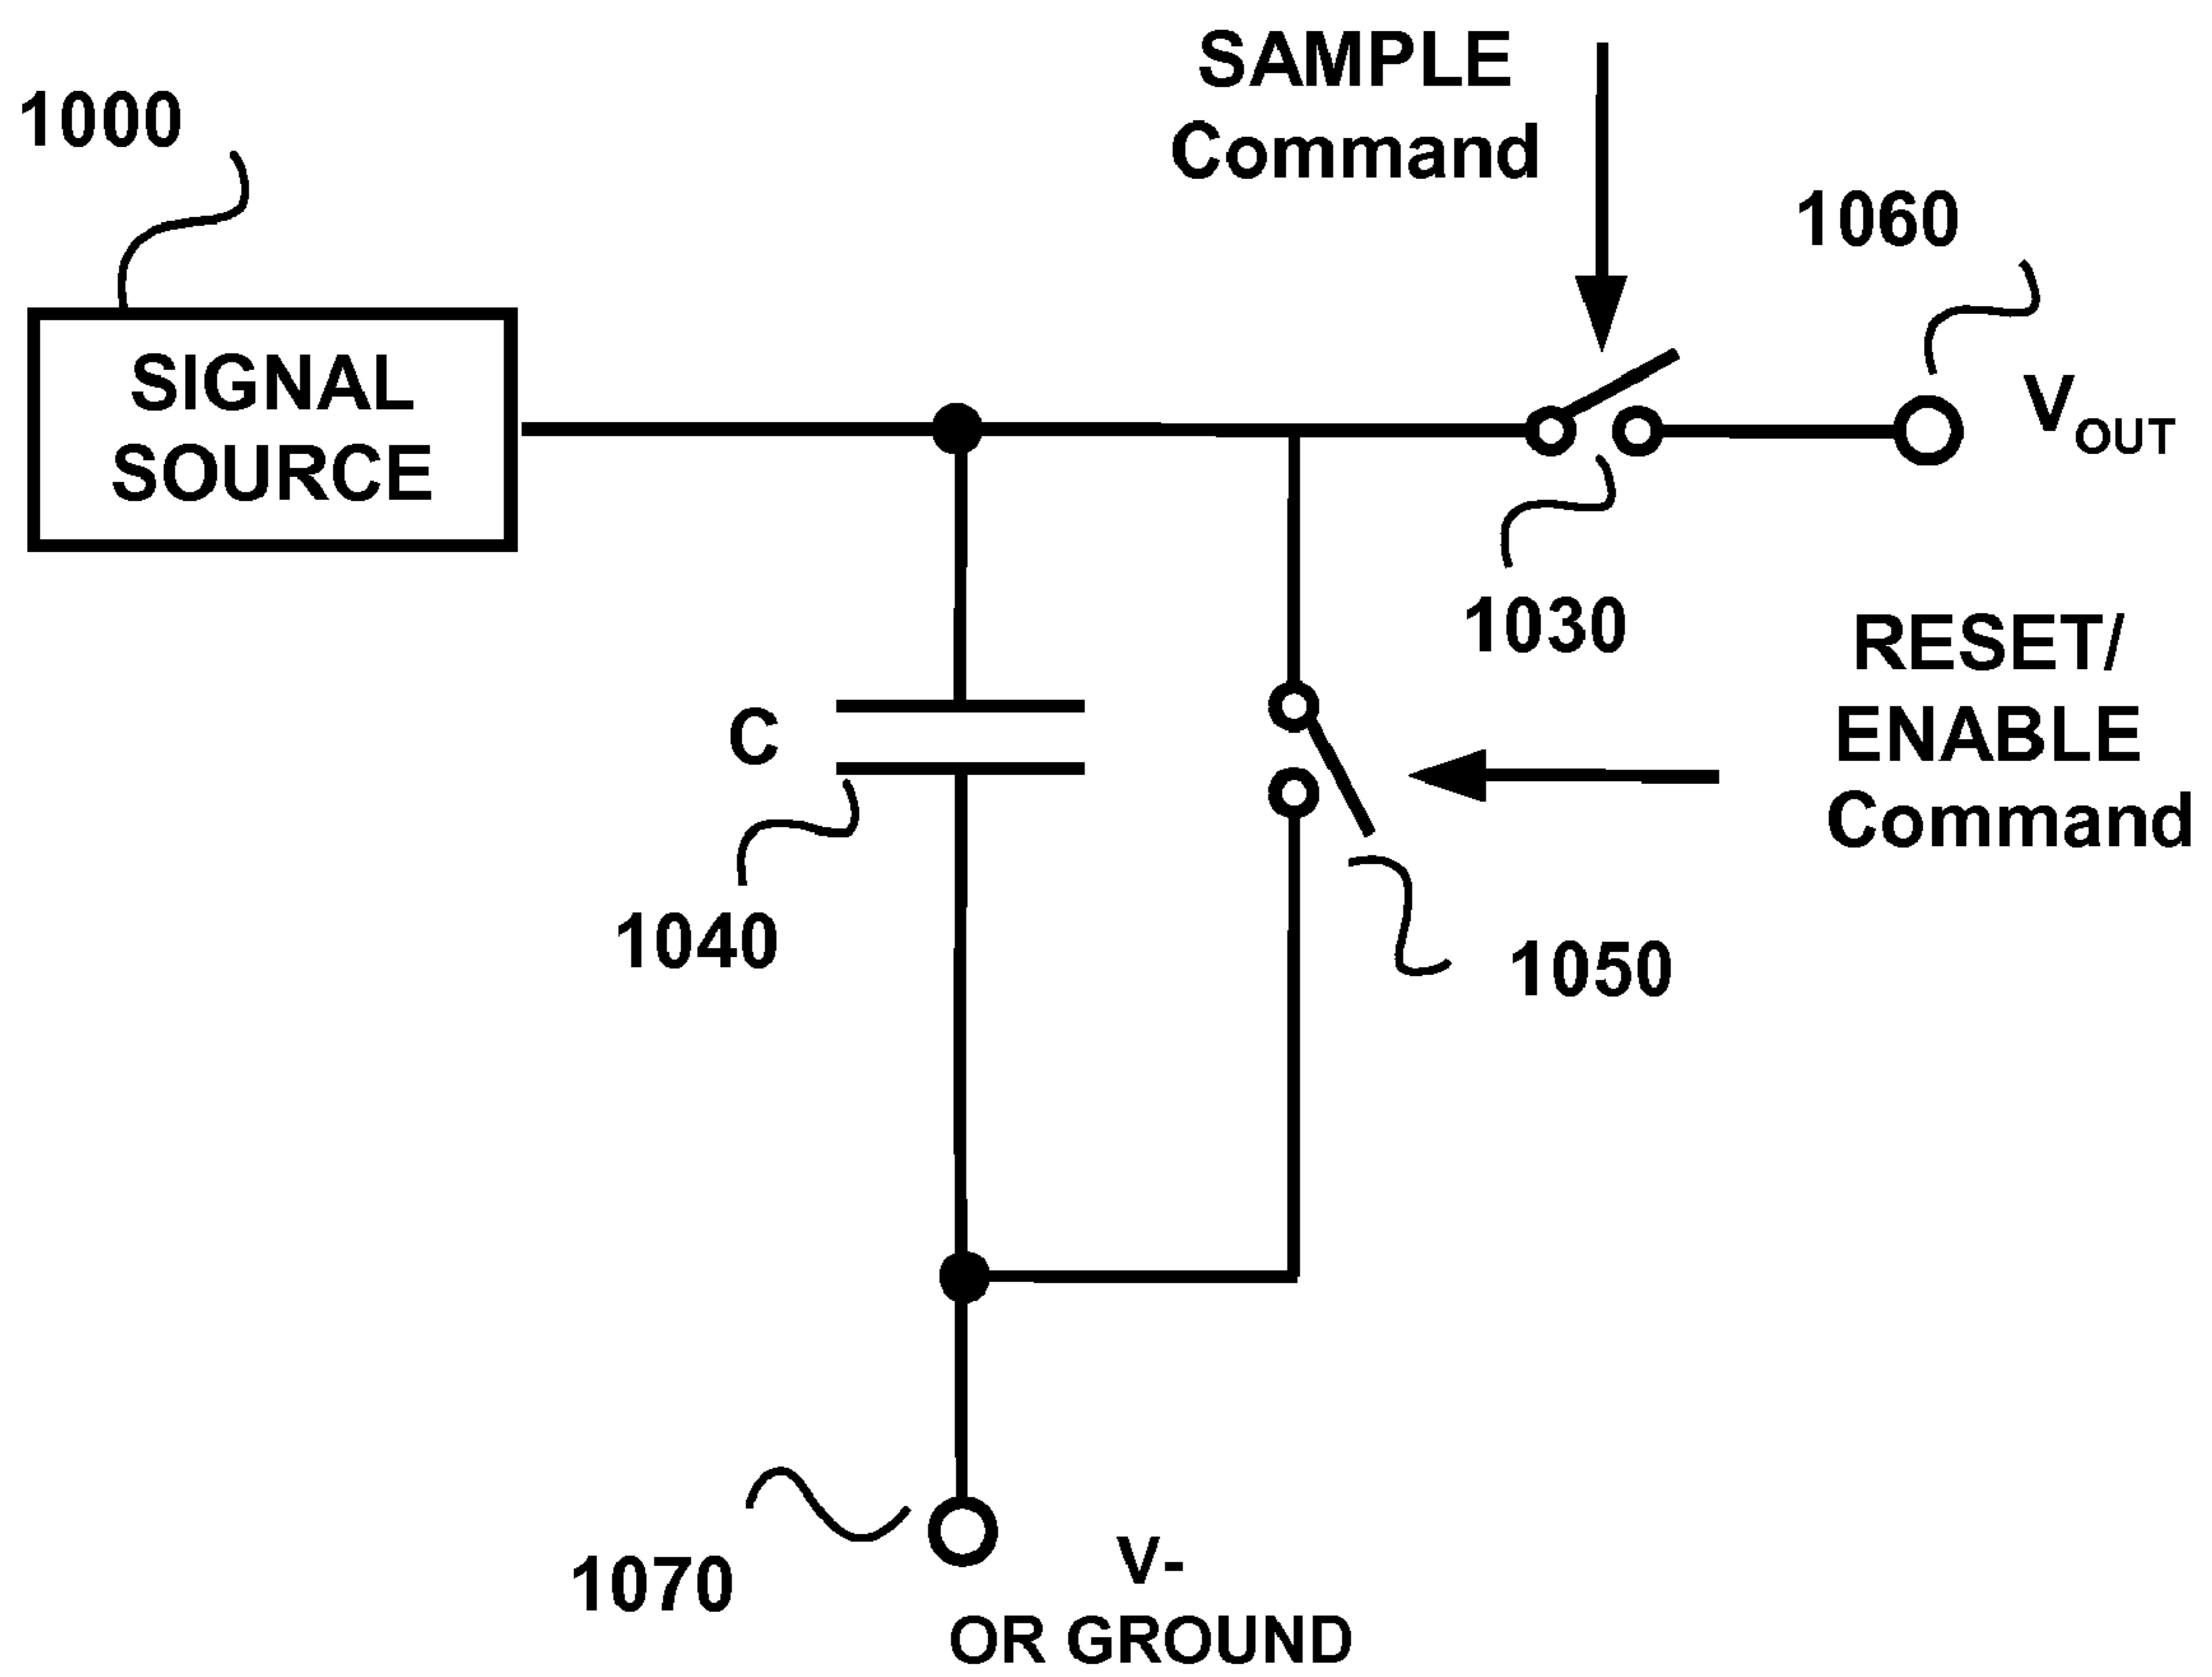 SAMPLE
Command
1000
1060
SIGNAL
SOURCE
VOUT
1030
RESET/
ENABLE
Command
C
1040
1050
1070
V-
OR GROUND